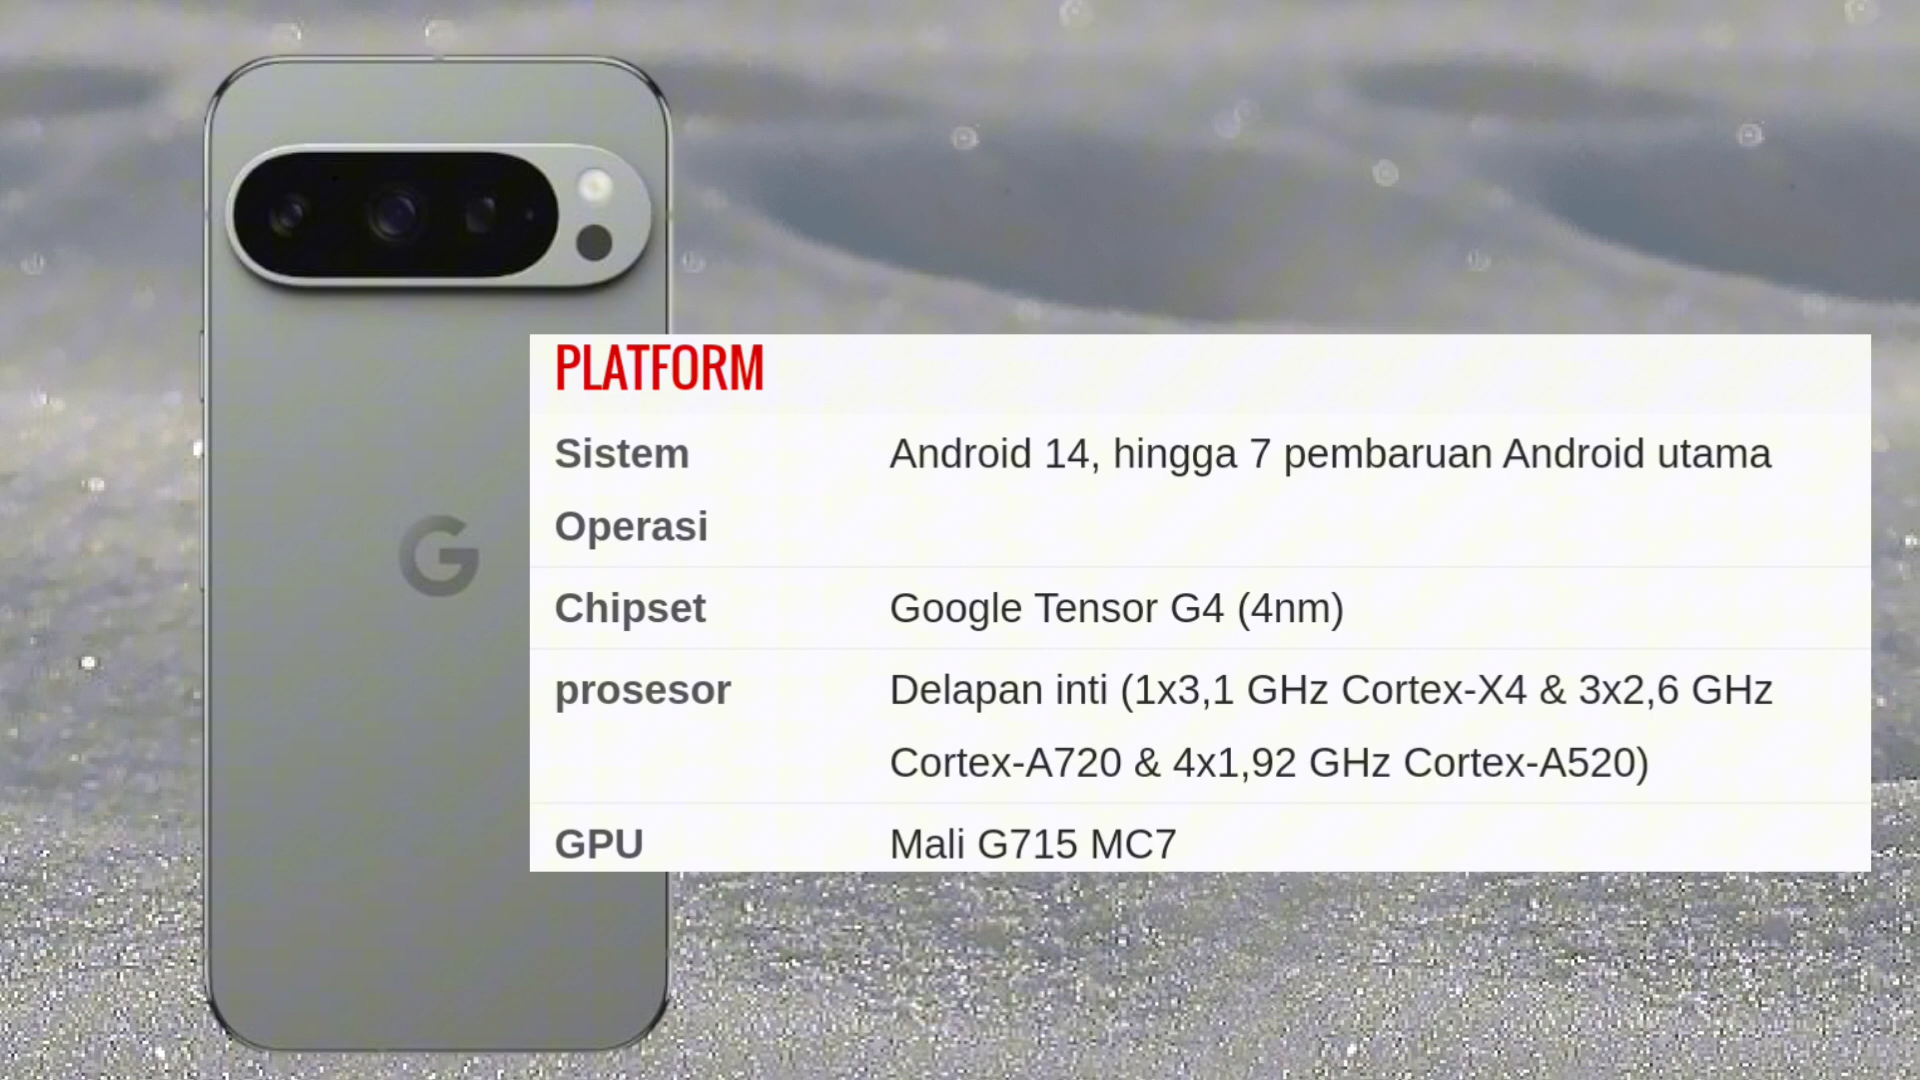 PLATFORM
Sistem Android 14, hingga 7 pembaruan Android utama
Operasi
Chipset Google Tensor G4 (4nm)
prosesor Delapan inti (1x3,1 GHz Cortex-X4 & 3x2,6 GHz
Cortex-A720 & 4x1,92 GHz Cortex-A520)
GPU Mali G715 MC7
G